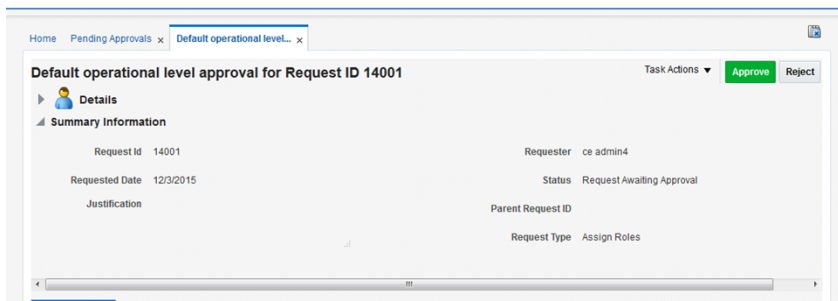 Home Pending Approvals x Default operational level... x
Default operational level approval for Request ID 14001 Task Actions ▼ Approve Reject
Details
Summary Information
Request Id 14001 Requester ce admin4
Requested Date 12/3/2015 Status Request Awaiting Approval
Justification Parent Request ID
Request Type Assign Roles